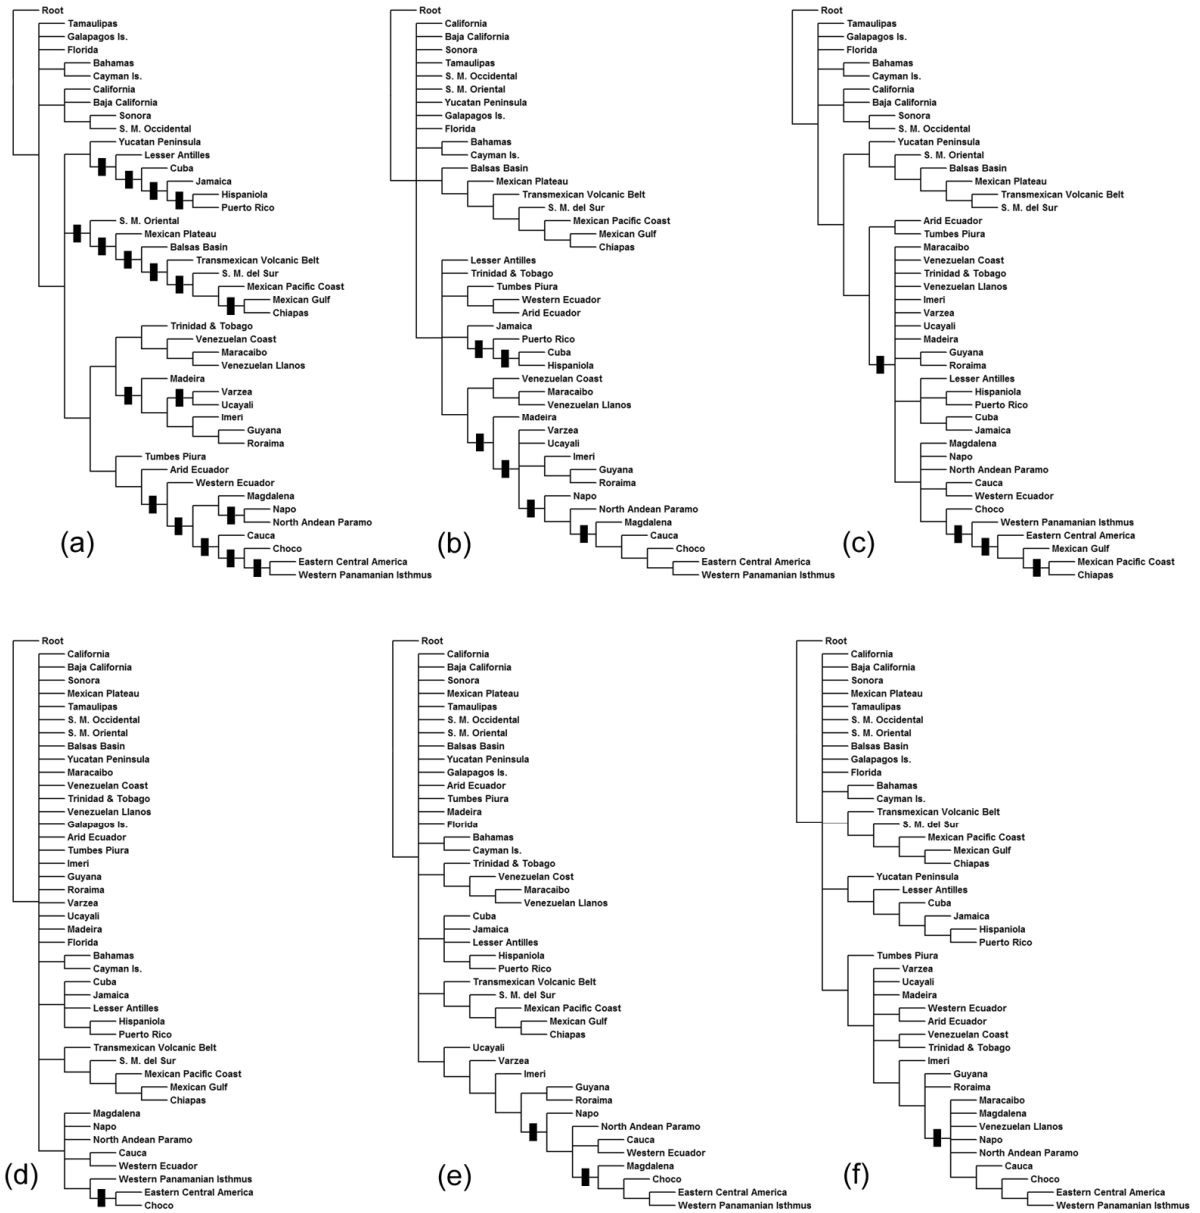 Root
Tamaulipas
Galapagos Is.
Florida
Bahamas
Cayman Is.
California
Baja California
Sonora
S. M. Occidental
Yucatan Peninsula
Lesser Antilles
Cuba
Jamaica
Hispaniola
Puerto Rico
S. M. Oriental
Mexican Plateau
Balsas Basin
Transmexican Volcanic Belt
S. M. del Sur
Mexican Pacific Coast
Mexican Gulf
Chiapas
Trinidad & Tobago
Venezuelan Coast
Maracaibo
Venezuelan Llanos
Madeira
Varzea
Ucayali
Imeri
Guyana
Roraima
Tumbes Piura
Arid Ecuador
Western Ecuador
Magdalena
Napo
North Andean Paramo
Cauca
Choco
Eastern Central America
Western Panamanian Isthmus
(a)
Root
California
Baja California
Sonora
Tamaulipas
S. M. Occidental
S. M. Oriental
Yucatan Peninsula
Galapagos Is.
Florida
Bahamas
Cayman Is.
Balsas Basin
Mexican Plateau
Transmexican Volcanic Belt
S. M. del Sur
Mexican Pacific Coast
Mexican Gulf
Chiapas
Lesser Antilles
Trinidad & Tobago
Tumbes Piura
Western Ecuador
Arid Ecuador
Jamaica
Puerto Rico
Cuba
Hispaniola
Venezuelan Coast
Maracaibo
Venezuelan Llanos
Madeira
Varzea
Ucayali
Imeri
Guyana
Roraima
Napo
North Andean Paramo
Magdalena
Cauca
Choco
Eastern Central America
Western Panamanian Isthmus
(b)
Root
Tamaulipas
Galapagos Is.
Florida
Bahamas
Cayman Is.
California
Baja California
Sonora
S. M. Occidental
Yucatan Peninsula
S. M. Oriental
Balsas Basin
Mexican Plateau
Transmexican Volcanic Belt
S. M. del Sur
Arid Ecuador
Tumbes Piura
Maracaibo
Venezuelan Coast
Trinidad & Tobago
Venezuelan Llanos
Imeri
Varzea
Ucayali
Madeira
Guyana
Roraima
Lesser Antilles
Hispaniola
Puerto Rico
Cuba
Jamaica
Magdalena
Napo
North Andean Paramo
Cauca
Western Ecuador
Choco
Western Panamanian Isthmus
Eastern Central America
Mexican Gulf
Mexican Pacific Coast
Chiapas
(c)
Root
California
Baja California
Sonora
Mexican Plateau
Tamaulipas
S. M. Occidental
S. M. Oriental
Balsas Basin
Yucatan Peninsula
Maracaibo
Venezuelan Coast
Trinidad & Tobago
Venezuelan Llanos
Galapagos Is.
Arid Ecuador
Tumbes Piura
Imeri
Guyana
Roraima
Varzea
Ucayali
Madeira
Florida
Bahamas
Cayman Is.
Cuba
Jamaica
Lesser Antilles
Hispaniola
Puerto Rico
Transmexican Volcanic Belt
S. M. del Sur
Mexican Pacific Coast
Mexican Gulf
Chiapas
Magdalena
Napo
North Andean Paramo
Cauca
Western Ecuador
Western Panamanian Isthmus
Eastern Central America
Choco
(d)
Root
California
Baja California
Sonora
Mexican Plateau
Tamaulipas
S. M. Occidental
S. M. Oriental
Balsas Basin
Yucatan Peninsula
Galapagos Is.
Arid Ecuador
Tumbes Piura
Madeira
Florida
Bahamas
Cayman Is.
Trinidad & Tobago
Venezuelan Cost
Maracaibo
Venezuelan Llanos
Cuba
Jamaica
Lesser Antilles
Hispaniola
Puerto Rico
Transmexican Volcanic Belt
S. M. del Sur
Mexican Pacific Coast
Mexican Gulf
Chiapas
Ucayali
Varzea
Imeri
Guyana
Roraima
Napo
North Andean Paramo
Cauca
Western Ecuador
Magdalena
Choco
Eastern Central America
Western Panamanian Isthmus
(e)
Root
California
Baja California
Sonora
Mexican Plateau
Tamaulipas
S. M. Occidental
S. M. Oriental
Balsas Basin
Galapagos Is.
Florida
Bahamas
Cayman Is.
Transmexican Volcanic Belt
S. M. del Sur
Mexican Pacific Coast
Mexican Gulf
Chiapas
Yucatan Peninsula
Lesser Antilles
Cuba
Jamaica
Hispaniola
Puerto Rico
Tumbes Piura
Varzea
Ucayali
Madeira
Western Ecuador
Arid Ecuador
Venezuelan Coast
Trinidad & Tobago
Imeri
Guyana
Roraima
Maracaibo
Magdalena
Venezuelan Llanos
Napo
North Andean Paramo
Cauca
Choco
Eastern Central America
Western Panamanian Isthmus
(f)